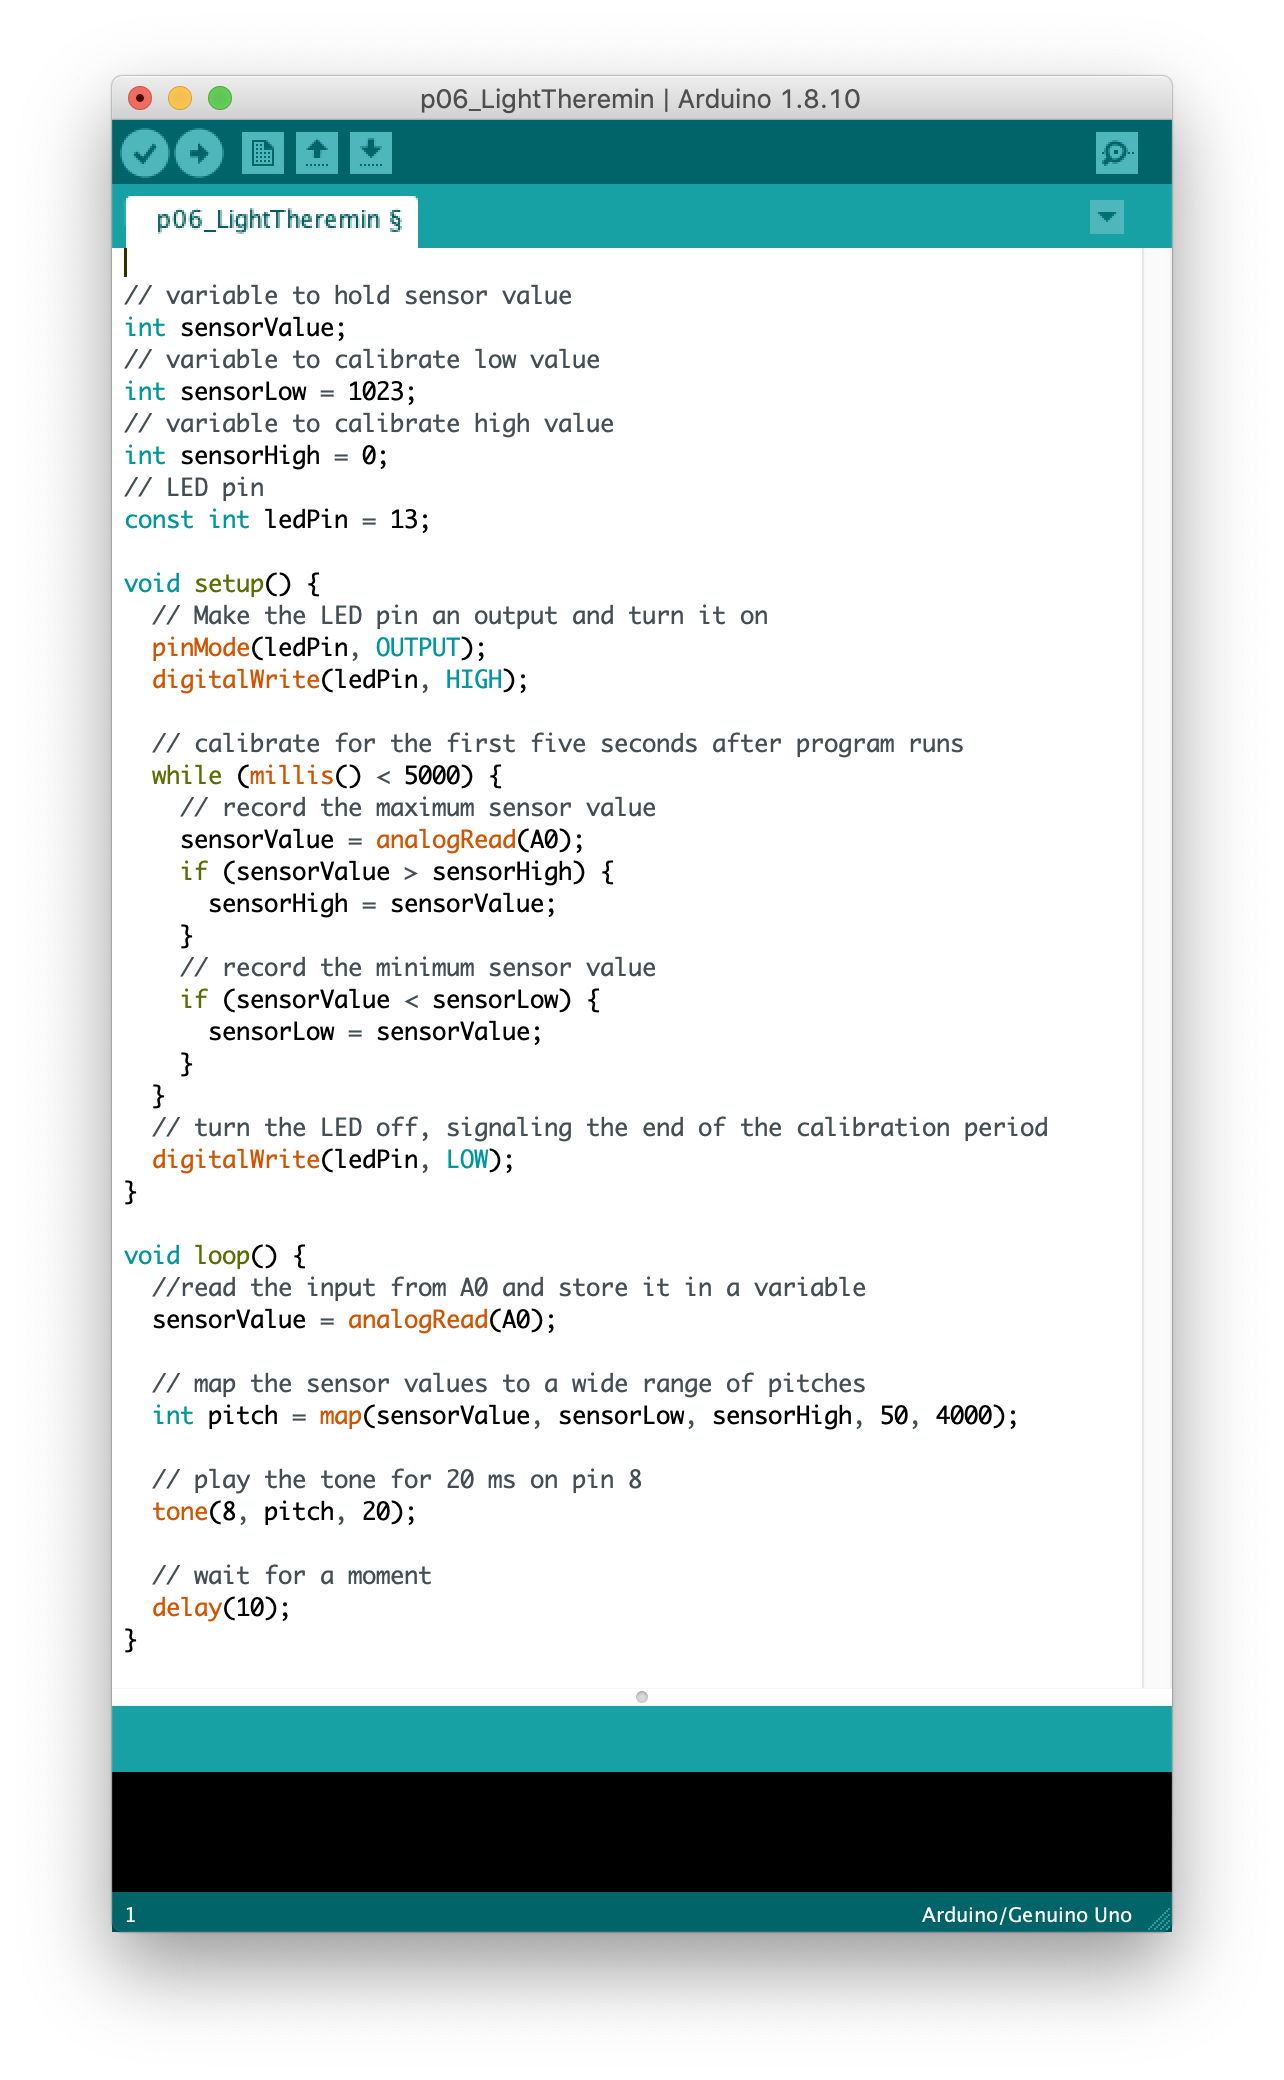 p06_LightTheremin | Arduino 1.8.10
p06_LightTheremin §
// variable to hold sensor value
int sensorValue;
// variable to calibrate low value
int sensorLow = 1023;
// variable to calibrate high value
int sensorHigh = 0;
// LED pin
const int ledPin = 13;

void setup() {
  // Make the LED pin an output and turn it on
  pinMode(ledPin, OUTPUT);
  digitalWrite(ledPin, HIGH);

  // calibrate for the first five seconds after program runs
  while (millis() < 5000) {
    // record the maximum sensor value
    sensorValue = analogRead(A0);
    if (sensorValue > sensorHigh) {
      sensorHigh = sensorValue;
    }
    // record the minimum sensor value
    if (sensorValue < sensorLow) {
      sensorLow = sensorValue;
    }
  }
  // turn the LED off, signaling the end of the calibration period
  digitalWrite(ledPin, LOW);
}

void loop() {
  //read the input from A0 and store it in a variable
  sensorValue = analogRead(A0);

  // map the sensor values to a wide range of pitches
  int pitch = map(sensorValue, sensorLow, sensorHigh, 50, 4000);

  // play the tone for 20 ms on pin 8
  tone(8, pitch, 20);

  // wait for a moment
  delay(10);
}
1
Arduino/Genuino Uno